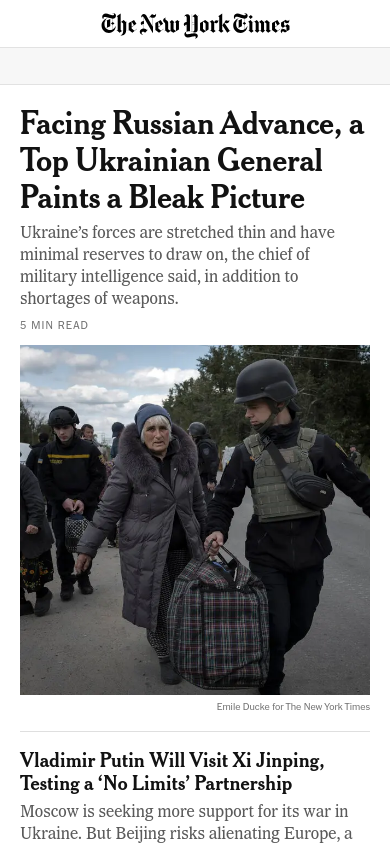 The New York Times
Facing Russian Advance, a
Top Ukrainian General
Paints a Bleak Picture
Ukraine’s forces are stretched thin and have
minimal reserves to draw on, the chief of
military intelligence said, in addition to
shortages of weapons.
5 MIN READ
Emile Ducke for The New York Times
Vladimir Putin Will Visit Xi Jinping,
Testing a ‘No Limits’ Partnership
Moscow is seeking more support for its war in
Ukraine. But Beijing risks alienating Europe, a